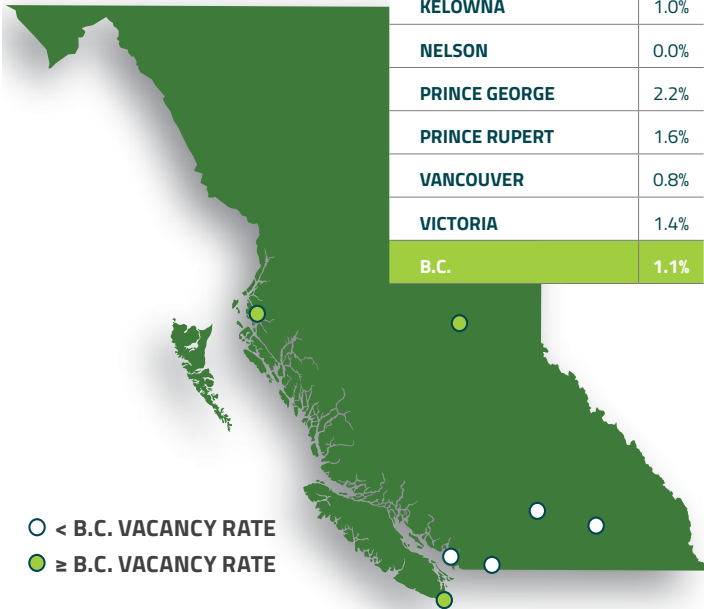 KELOWNA 1.0%
NELSON 0.0%
PRINCE GEORGE 2.2%
PRINCE RUPERT 1.6%
VANCOUVER 0.8%
VICTORIA 1.4%
B.C. 1.1%
< B.C. VACANCY RATE
≥ B.C. VACANCY RATE